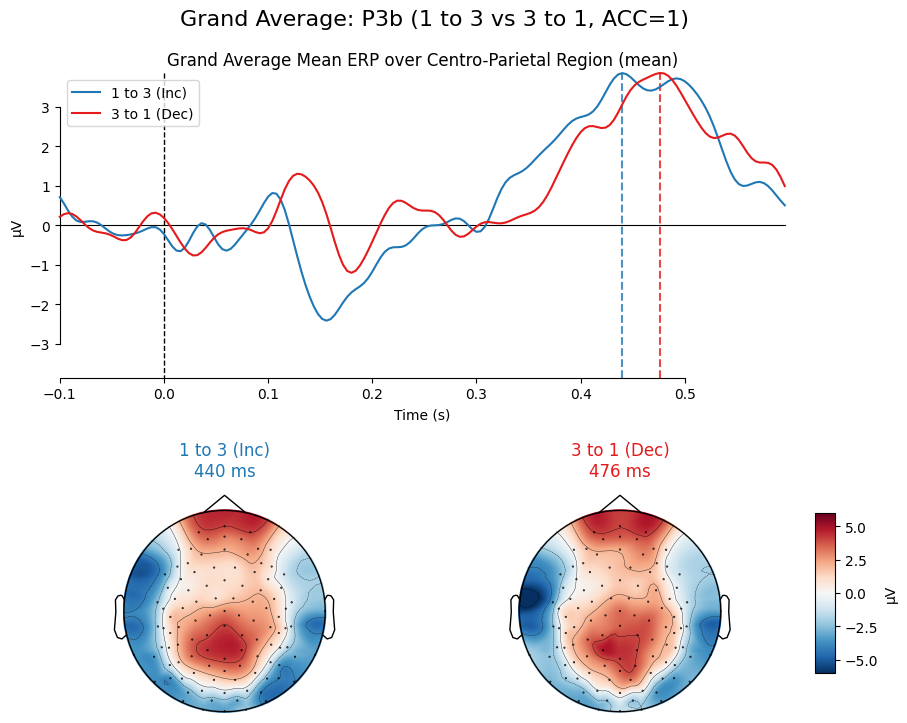 Grand Average: P3b (1 to 3 vs 3 to 1, ACC=1)
Grand Average Mean ERP over Centro-Parietal Region (mean)
1 to 3 (Inc)
3 to 1 (Dec)
µV
3
2
1
0
−1
−2
−3
−0.1 0.0 0.1 0.2 0.3 0.4 0.5
Time (s)
1 to 3 (Inc)
440 ms
3 to 1 (Dec)
476 ms
5.0
2.5
0.0
−2.5
−5.0
µV